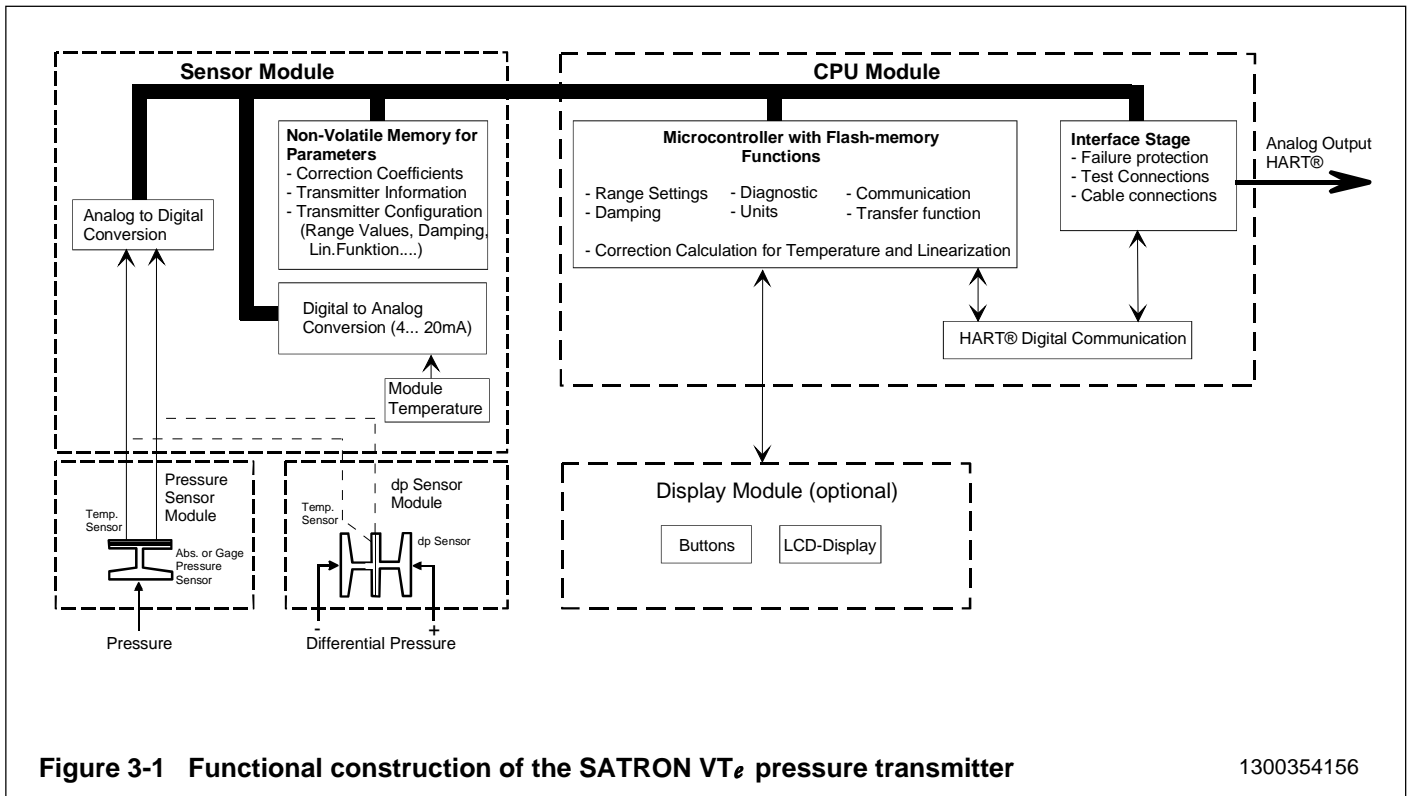 Sensor Module
CPU Module
Non-Volatile Memory for
Parameters
- Correction Coefficients
- Transmitter Information
- Transmitter Configuration
(Range Values, Damping,
Lin.Funktion....)
Analog to Digital
Conversion
Digital to Analog
Conversion (4... 20mA)
Module
Temperature
Microcontroller with Flash-memory
Functions
- Range Settings
- Damping
- Diagnostic
- Units
- Communication
- Transfer function
- Correction Calculation for Temperature and Linearization
Interface Stage
- Failure protection
- Test Connections
- Cable connections
Analog Output
HART®
HART® Digital Communication
Pressure
Sensor
Module
Temp.
Sensor
Abs. or Gage
Pressure
Sensor
Pressure
dp Sensor
Module
Temp.
Sensor
dp Sensor
- +
Differential Pressure
Display Module (optional)
Buttons
LCD-Display
Figure 3-1 Functional construction of the SATRON VTe pressure transmitter
1300354156